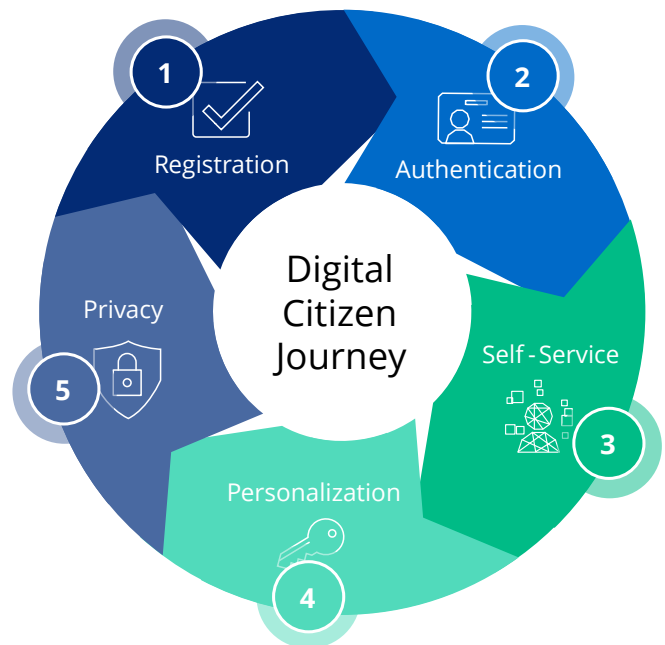 1
Registration
2
Authentication
Self - Service
3
Personalization
4
Privacy
5
Digital
Citizen
Journey